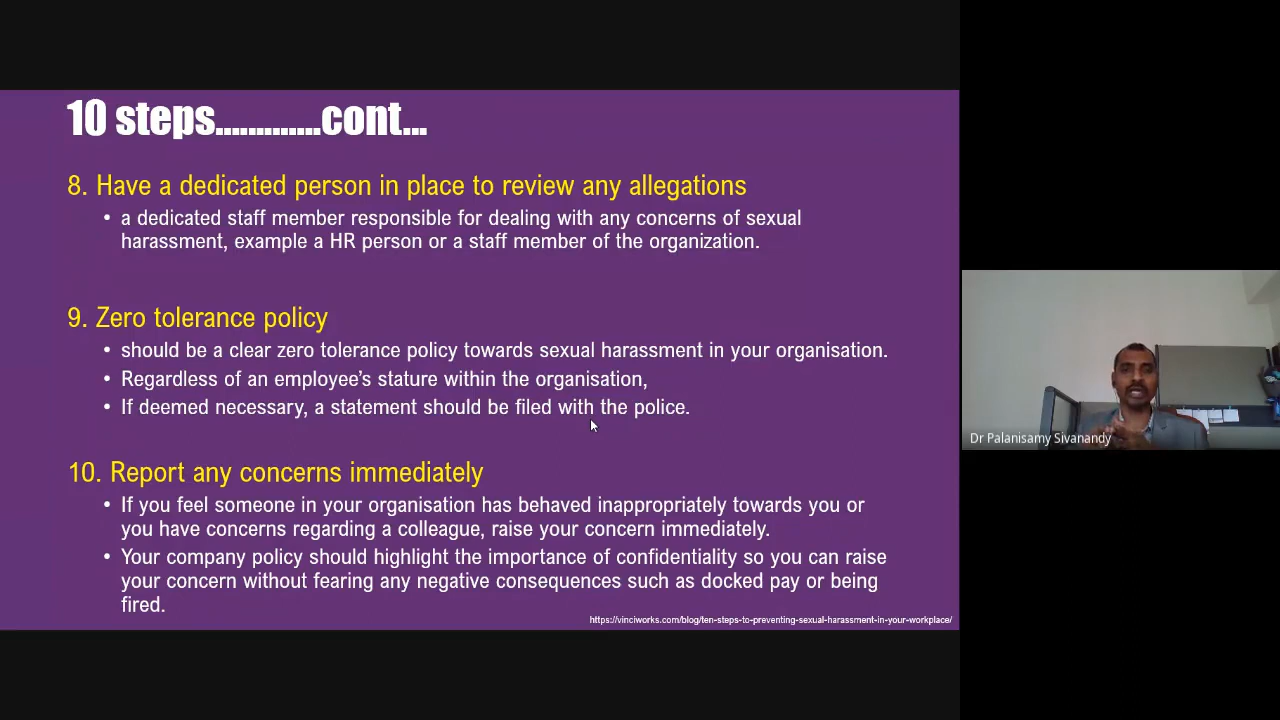 10 steps.............cont...
8. Have a dedicated person in place to review any allegations
• a dedicated staff member responsible for dealing with any concerns of sexual
harassment, example a HR person or a staff member of the organization.
9. Zero tolerance policy
• should be a clear zero tolerance policy towards sexual harassment in your organisation.
• Regardless of an employee's stature within the organisation,
• If deemed necessary, a statement should be filed with the police.
10. Report any concerns immediately
• If you feel someone in your organisation has behaved inappropriately towards you or
you have concerns regarding a colleague, raise your concern immediately.
• Your company policy should highlight the importance of confidentiality so you can raise
your concern without fearing any negative consequences such as docked pay or being
fired.
https://vinciworks.com/blog/ten-steps-to-preventing-sexual-harassment-in-your-workplace/
Dr Palanisamy Sivanandy